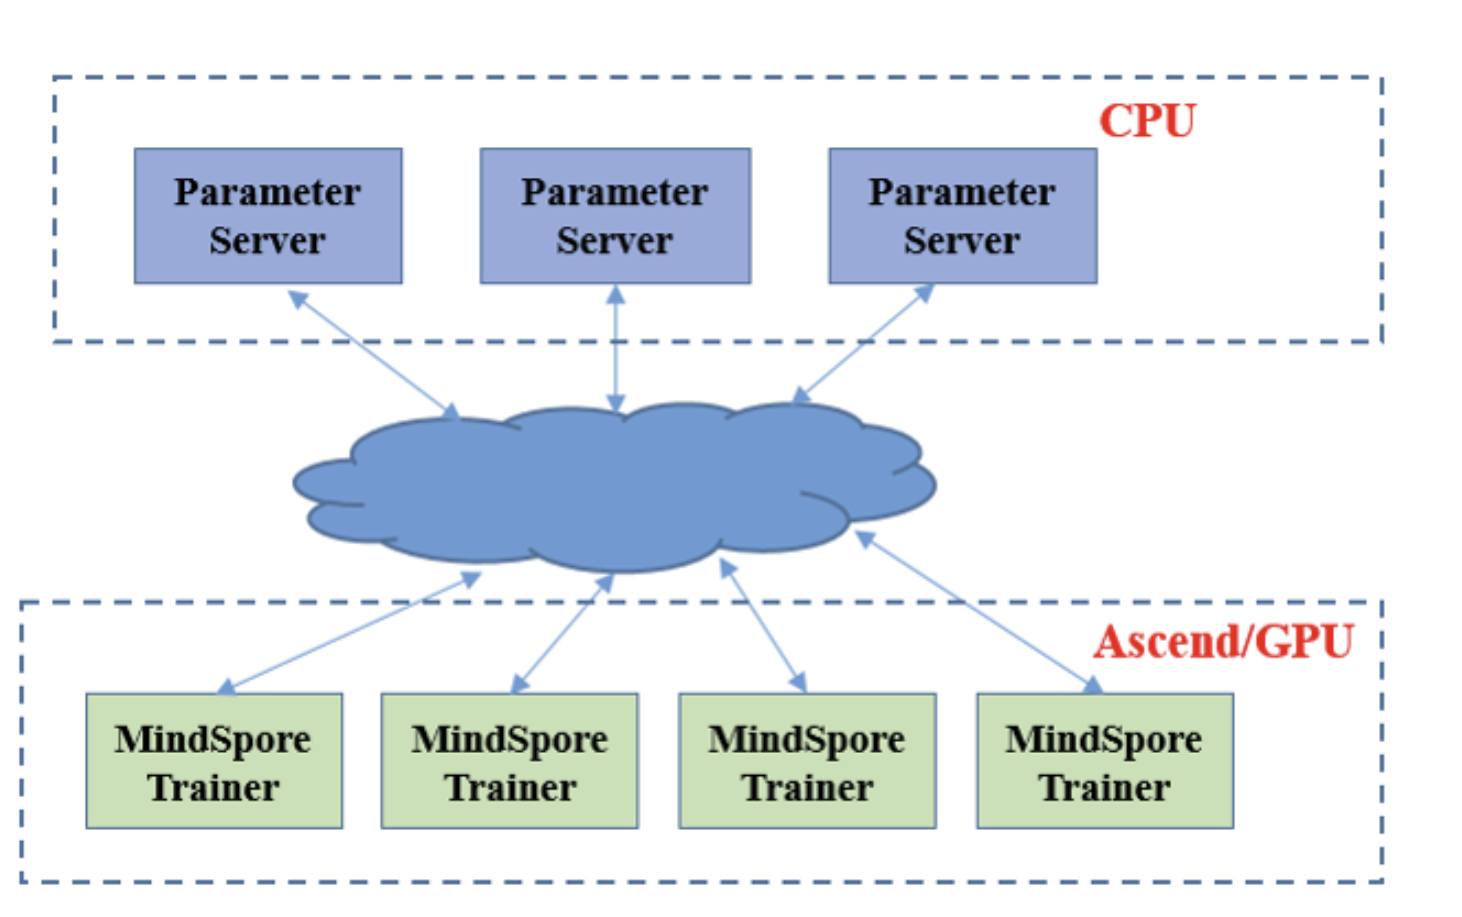 CPU
Parameter
Server
Parameter
Server
Parameter
Server
Ascend/GPU
MindSpore
Trainer
MindSpore
Trainer
MindSpore
Trainer
MindSpore
Trainer